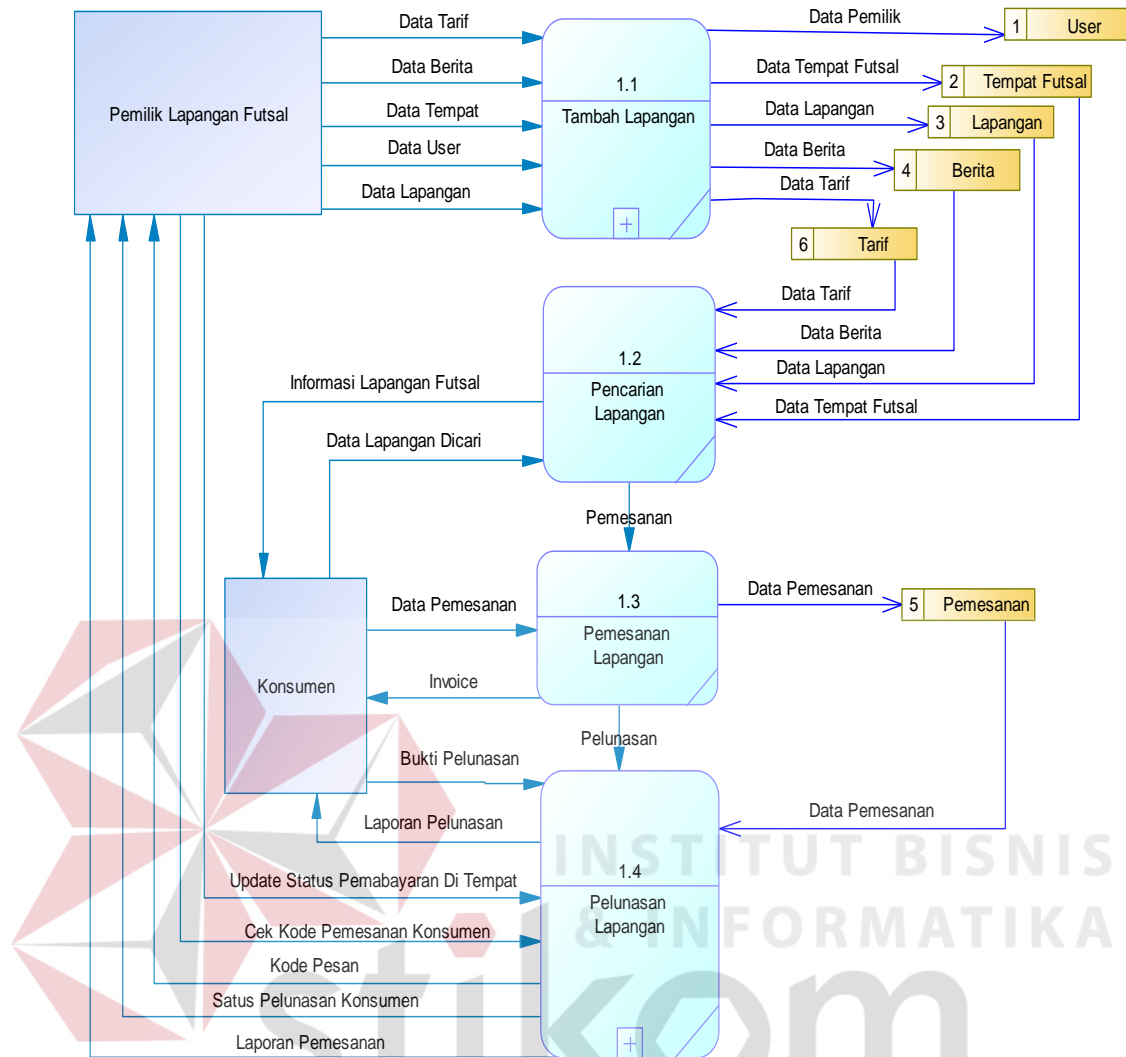 Data Tarif
Data Pemilik
1 User
Data Berita
1.1
Data Tempat Futsal
2 Tempat Futsal
Pemilik Lapangan Futsal
Data Tempat
Tambah Lapangan
Data Lapangan
3 Lapangan
Data User
Data Berita
4 Berita
Data Lapangan
Data Tarif
+
6 Tarif
Data Tarif
Data Berita
1.2
Data Lapangan
Informasi Lapangan Futsal
Pencarian
Lapangan
Data Tempat Futsal
Data Lapangan Dicari
Pemesanan
Data Pemesanan
1.3
Data Pemesanan
5 Pemesanan
Pemesanan
Lapangan
Konsumen
Invoice
Pelunasan
Bukti Pelunasan
Data Pemesanan
Laporan Pelunasan
INSTITUT BISNIS
1.4
Update Status Pemabayaran Di Tempat
Pelunasan
Lapangan
& INFORMATIKA
Cek Kode Pemesanan Konsumen
Kode Pesan
stikom
Satus Pelunasan Konsumen
Laporan Pemesanan
+